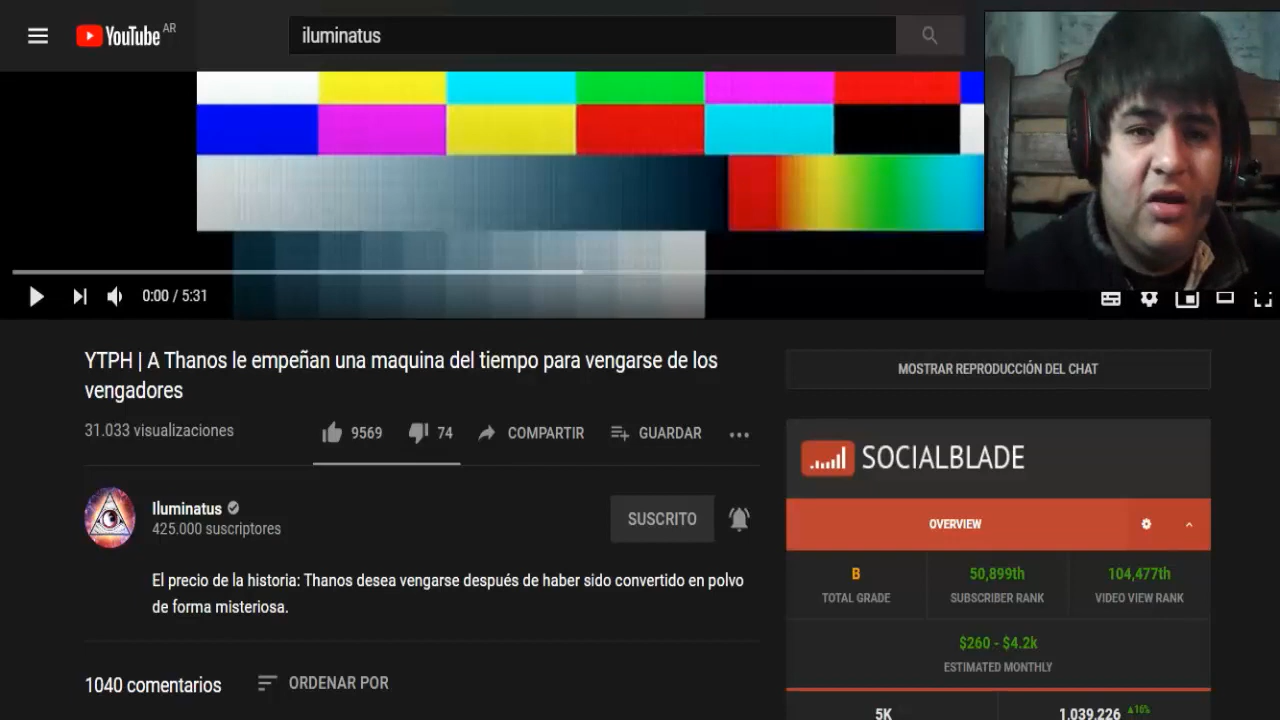 YouTube AR
iluminatus
0:00 / 5:31
YTPH | A Thanos le empeñan una maquina del tiempo para vengarse de los
vengadores
31.033 visualizaciones
9569
74
COMPARTIR
GUARDAR
MOSTRAR REPRODUCCIÓN DEL CHAT
SOCIALBLADE
Iluminatus
425.000 suscriptores
SUSCRITO
OVERVIEW
El precio de la historia: Thanos desea vengarse después de haber sido convertido en polvo
de forma misteriosa.
B
50,899th
104,477th
TOTAL GRADE
SUBSCRIBER RANK
VIDEO VIEW RANK
$260 - $4.2k
ESTIMATED MONTHLY
1040 comentarios
ORDENAR POR
5K
1,039,226 ▲16%